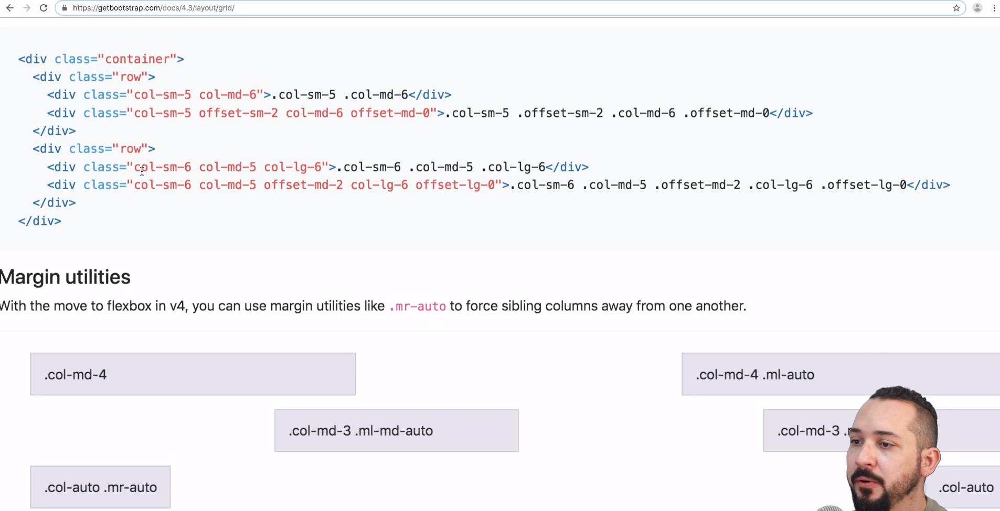 https://getbootstrap.com/docs/4.3/layout/grid/
<div class="container">
<div class="row">
<div class="col-sm-5 col-md-6">.col-sm-5 .col-md-6</div>
<div class="col-sm-5 offset-sm-2 col-md-6 offset-md-0">.col-sm-5 .offset-sm-2 .col-md-6 .offset-md-0</div>
</div>
<div class="row">
<div class="col-sm-6 col-md-5 col-lg-6">.col-sm-6 .col-md-5 .col-lg-6</div>
<div class="col-sm-6 col-md-5 offset-md-2 col-lg-6 offset-lg-0">.col-sm-6 .col-md-5 .offset-md-2 .col-lg-6 .offset-lg-0</div>
</div>
</div>
Margin utilities
With the move to flexbox in v4, you can use margin utilities like .mr-auto to force sibling columns away from one another.
.col-md-4
.col-md-4 .ml-auto
.col-md-3 .ml-md-auto
.col-md-3
.col-auto .mr-auto
.col-auto